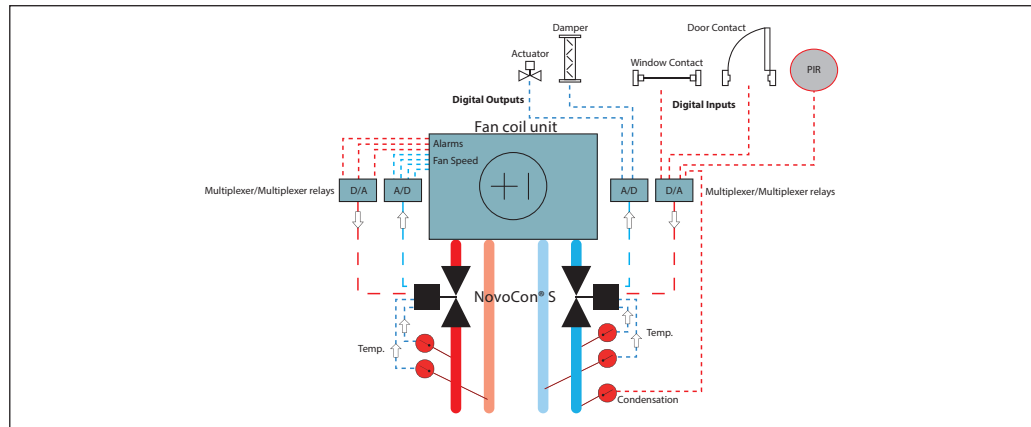 Damper
Door Contact
Actuator
Window Contact
PIR
Digital Outputs
Digital Inputs
Fan coil unit
Alarms
Fan Speed
Multiplexer/Multiplexer relays
D/A
A/D
A/D
D/A
Multiplexer/Multiplexer relays
NovoCon® S
Temp.
Temp.
Condensation